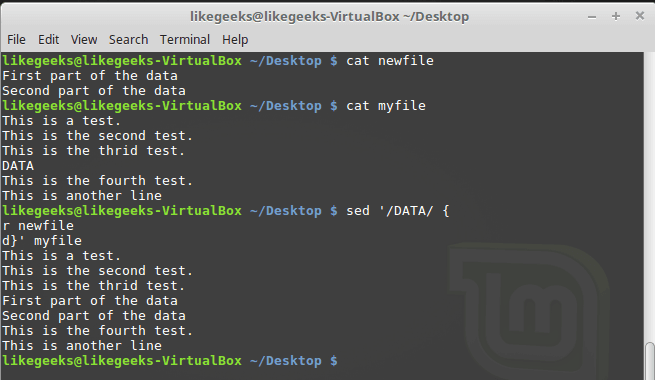 likegeeks@likegeeks-VirtualBox ~/Desktop
File Edit View Search Terminal Help
likegeeks@likegeeks-VirtualBox ~/Desktop $ cat newfile
First part of the data
Second part of the data
likegeeks@likegeeks-VirtualBox ~/Desktop $ cat myfile
This is a test.
This is the second test.
This is the thrid test.
DATA
This is the fourth test.
This is another line
likegeeks@likegeeks-VirtualBox ~/Desktop $ sed '/DATA/ {
r newfile
d}' myfile
This is a test.
This is the second test.
This is the thrid test.
First part of the data
Second part of the data
This is the fourth test.
This is another line
likegeeks@likegeeks-VirtualBox ~/Desktop $